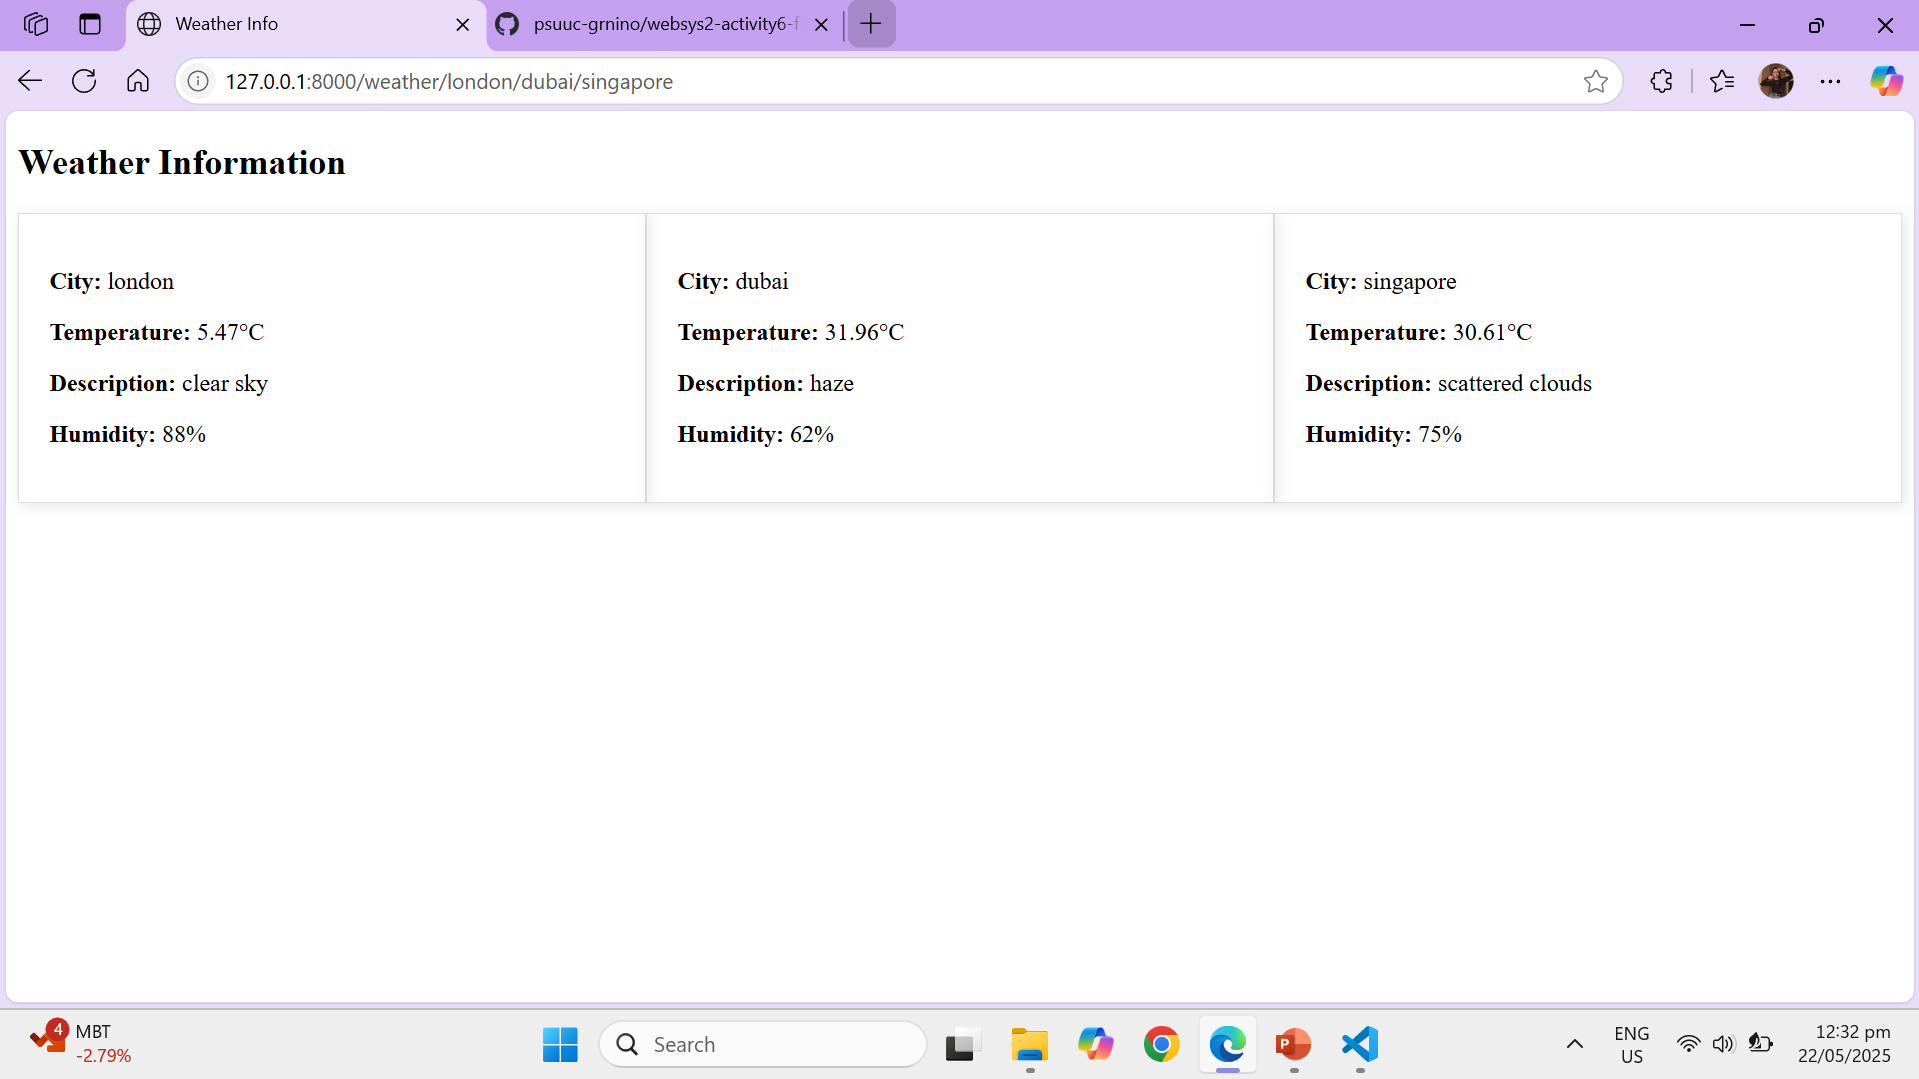 Weather Info
psuuc-grnino/websys2-activity6-f
127.0.0.1:8000/weather/london/dubai/singapore
Weather Information
City: london
Temperature: 5.47°C
Description: clear sky
Humidity: 88%
City: dubai
Temperature: 31.96°C
Description: haze
Humidity: 62%
City: singapore
Temperature: 30.61°C
Description: scattered clouds
Humidity: 75%
4
MBT
-2.79%
Search
P
ENG
US
12:32 pm
22/05/2025